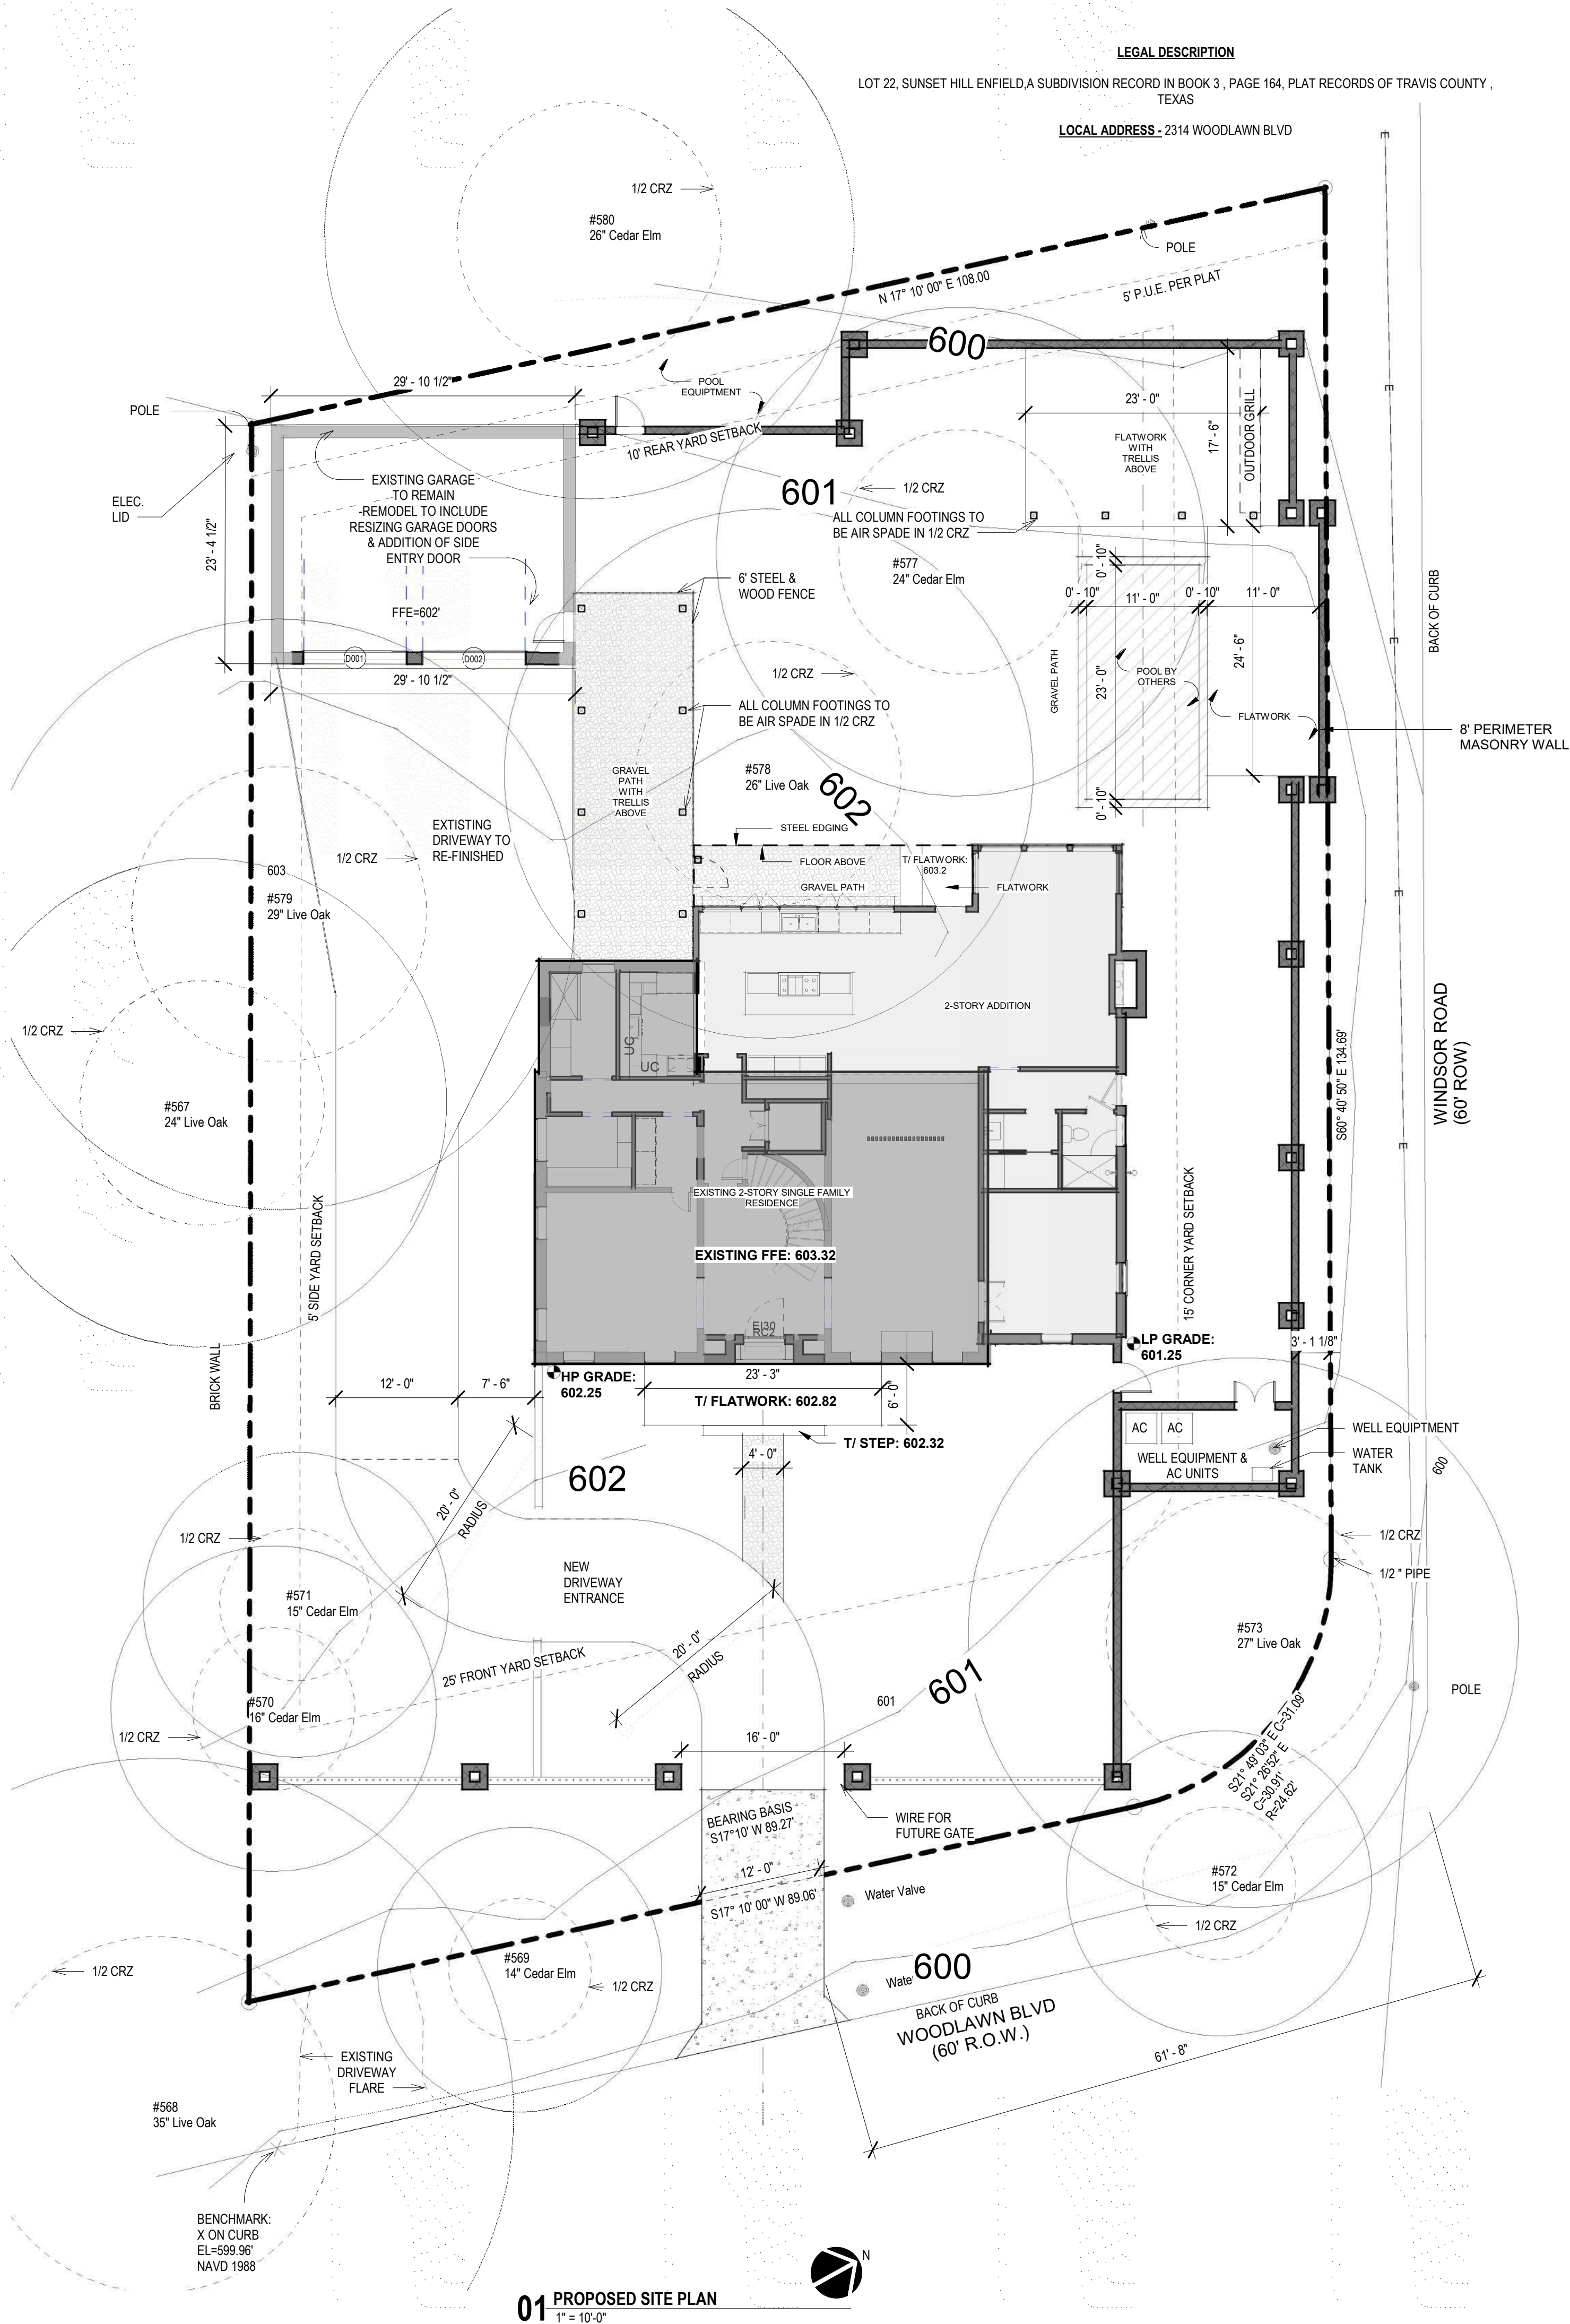 LEGAL DESCRIPTION
LOT 22, SUNSET HILL ENFIELD,A SUBDIVISION RECORD IN BOOK 3 , PAGE 164, PLAT RECORDS OF TRAVIS COUNTY ,
TEXAS
LOCAL ADDRESS - 2314 WOODLAWN BLVD
1/2 CRZ
#580
26" Cedar Elm
POLE
N 17° 10' 00" E 108.00
5' P.U.E. PER PLAT
E
600
29' - 10 1/2"
POOL
EQUIPTMENT
POLE
23' - 0"
10' REAR YARD SETBACK
FLATWORK
WITH
TRELLIS
ABOVE
17' - 6"
OUTDOOR GRILL
EXISTING GARAGE
TO REMAIN
-REMODEL TO INCLUDE
RESIZING GARAGE DOORS
& ADDITION OF SIDE
ENTRY DOOR
601
1/2 CRZ
ELEC.
LID
ALL COLUMN FOOTINGS TO
BE AIR SPADE IN 1/2 CRZ
23' - 4 1/2"
#577
24" Cedar Elm
0' - 10"
6' STEEL &
WOOD FENCE
0' - 10"
11' - 0"
0' - 10"
11' - 0"
BACK OF CURB
FFE=602'
E
E
D001
D002
29' - 10 1/2"
1/2 CRZ
GRAVEL PATH
23' - 0"
POOL BY
OTHERS
24' - 6"
ALL COLUMN FOOTINGS TO
BE AIR SPADE IN 1/2 CRZ
FLATWORK
8' PERIMETER
MASONRY WALL
GRAVEL
PATH
WITH
TRELLIS
ABOVE
#578
26" Live Oak
602
0' - 10"
EXTISTING
DRIVEWAY TO
RE-FINISHED
STEEL EDGING
1/2 CRZ
FLOOR ABOVE
T/ FLATWORK:
603.2
603
GRAVEL PATH
FLATWORK
E
#579
29" Live Oak
2-STORY ADDITION
1/2 CRZ
UC
UC
WINDSOR ROAD
(60' ROW)
S60° 40' 50" E 134.69'
#567
24" Live Oak
E
EXISTING 2-STORY SINGLE FAMILY
RESIDENCE
5' SIDE YARD SETBACK
15' CORNER YARD SETBACK
EXISTING FFE: 603.32
EI30
RC2
LP GRADE:
601.25
3' - 1 1/8"
BRICK WALL
HP GRADE:
602.25
12' - 0"
7' - 6"
23' - 3"
6' - 0"
T/ FLATWORK: 602.82
AC
AC
WELL EQUIPTMENT
T/ STEP: 602.32
4' - 0"
WELL EQUIPMENT &
AC UNITS
WATER
TANK
600
602
20' - 0"
RADIUS
1/2 CRZ
1/2 CRZ
NEW
DRIVEWAY
ENTRANCE
1/2 " PIPE
#571
15" Cedar Elm
#573
27" Live Oak
20' - 0"
RADIUS
25' FRONT YARD SETBACK
601
601
POLE
#570
16" Cedar Elm
1/2 CRZ
16' - 0"
S21° 49' 03" E C=31.09'
S21° 26'52" E
C=30.91'
R=24.62'
BEARING BASIS
S17°10' W 89.27'
WIRE FOR
FUTURE GATE
12' - 0"
S17° 10' 00" W 89.06'
Water Valve
#572
15" Cedar Elm
1/2 CRZ
#569
14" Cedar Elm
1/2 CRZ
1/2 CRZ
600
Wate
BACK OF CURB
WOODLAWN BLVD
(60' R.O.W.)
61' - 8"
EXISTING
DRIVEWAY
FLARE
#568
35" Live Oak
BENCHMARK:
X ON CURB
EL=599.96'
NAVD 1988
N
01 PROPOSED SITE PLAN
1" = 10'-0"